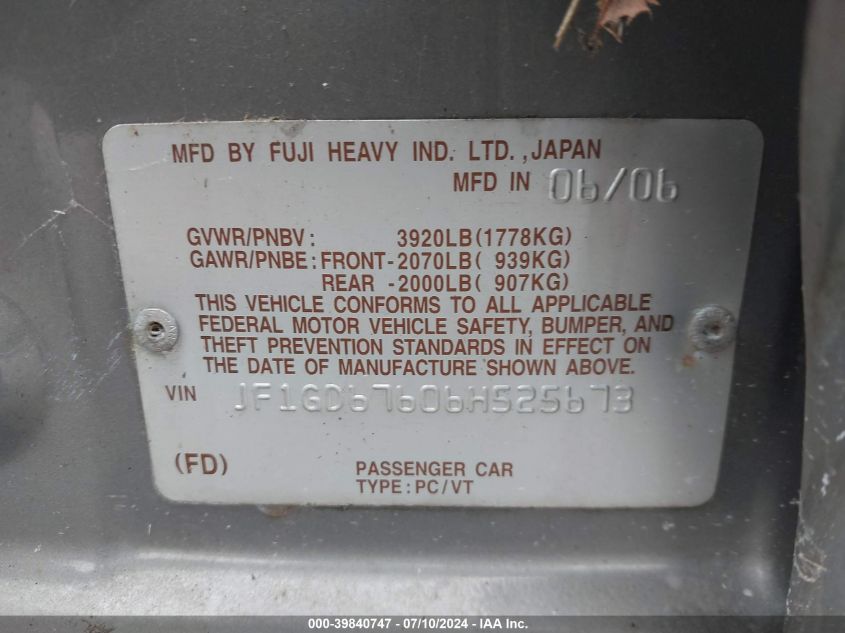 MFD BY FUJI HEAVY IND. LTD.,JAPAN
MFD IN 06/06
GVWR/PNBV: 3920LB(1778KG)
GAWR/PNBE:FRONT-2070LB( 939KG)
REAR -2000LB( 907KG)
THIS VEHICLE CONFORMS TO ALL APPLICABLE
FEDERAL MOTOR VEHICLE SAFETY, BUMPER, AND
THEFT PREVENTION STANDARDS IN EFFECT ON
THE DATE OF MANUFACTURE SHOWN ABOVE.
VIN JF1GD67606H525673
(FD) PASSENGER CAR
TYPE:PC/VT
000-39840747 - 07/10/2024 - IAA Inc.